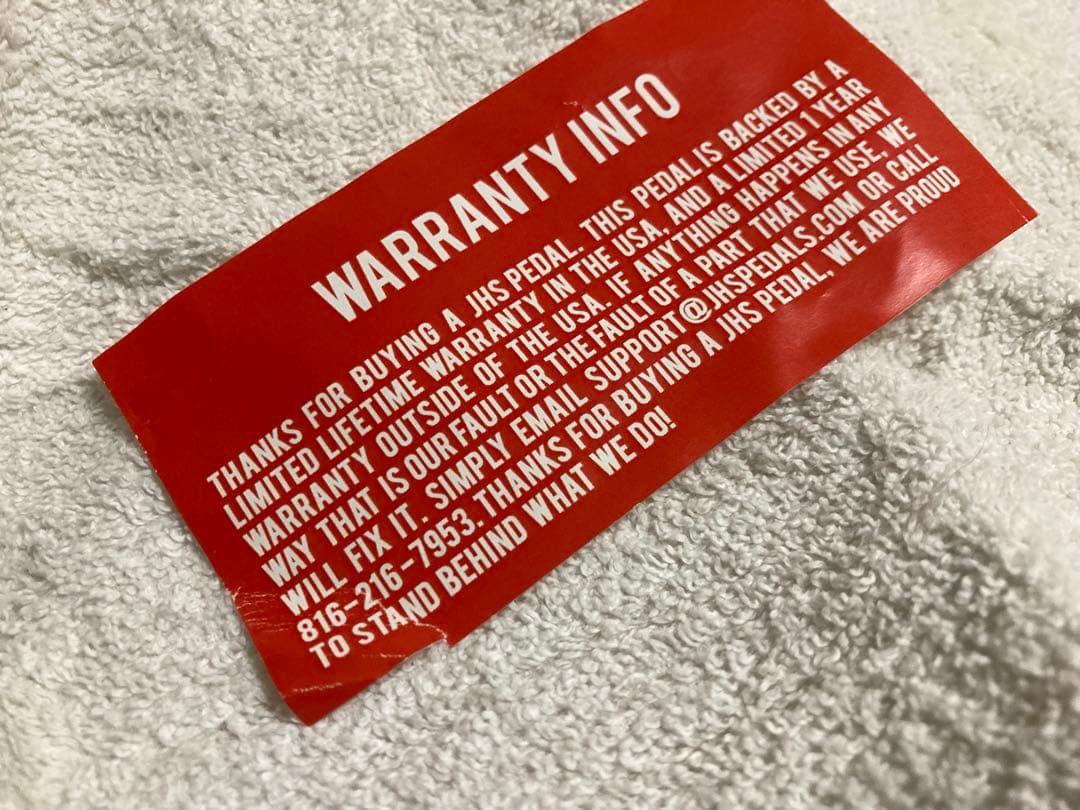 WARRANTY INFO
THANKS FOR BUYING A JHS PEDAL. THIS PEDAL IS BACKED BY A
LIMITED LIFETIME WARRANTY IN THE USA, AND A LIMITED 1 YEAR
WARRANTY OUTSIDE OF THE USA. IF ANYTHING HAPPENS IN ANY
WAY THAT IS OUR FAULT OR THE FAULT OF A PART THAT WE USE, WE
WILL FIX IT. SIMPLY EMAIL SUPPORT@JHSPEDALS.COM OR CALL
816-216-7953. THANKS FOR BUYING A JHS PEDAL, WE ARE PROUD
TO STAND BEHIND WHAT WE DO!